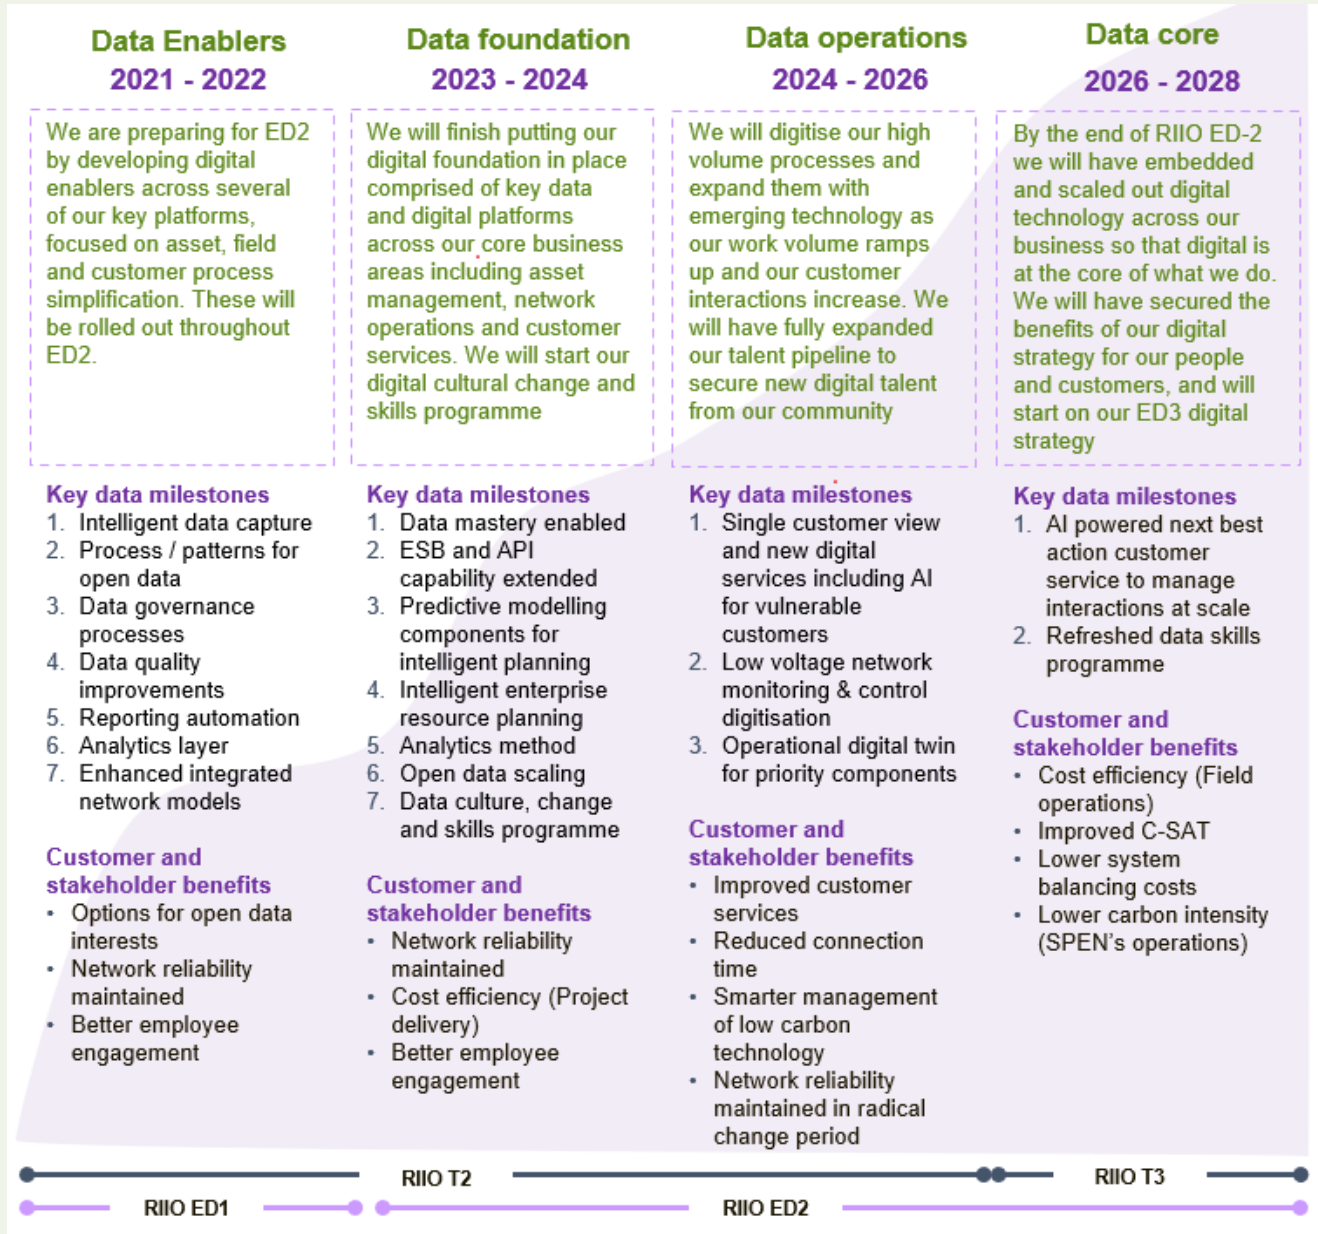 Data Enablers
2021 - 2022
We are preparing for ED2
by developing digital
enablers across several
of our key platforms,
focused on asset, field
and customer process
simplification. These will
be rolled out throughout
ED2.
Key data milestones
1. Intelligent data capture
2. Process / patterns for
open data
3. Data governance
processes
4. Data quality
improvements
5. Reporting automation
6. Analytics layer
7. Enhanced integrated
network models
Customer and
stakeholder benefits
• Options for open data
interests
• Network reliability
maintained
• Better employee
engagement
Data foundation
2023 - 2024
We will finish putting our
digital foundation in place
comprised of key data
and digital platforms
across our core business
areas including asset
management, network
operations and customer
services. We will start our
digital cultural change and
skills programme
Key data milestones
1. Data mastery enabled
2. ESB and API
capability extended
3. Predictive modelling
components for
intelligent planning
4. Intelligent enterprise
resource planning
5. Analytics method
6. Open data scaling
7. Data culture, change
and skills programme
Customer and
stakeholder benefits
• Network reliability
maintained
• Cost efficiency (Project
delivery)
• Better employee
engagement
Data operations
2024 - 2026
We will digitise our high
volume processes and
expand them with
emerging technology as
our work volume ramps
up and our customer
interactions increase. We
will have fully expanded
our talent pipeline to
secure new digital talent
from our community
Key data milestones
1. Single customer view
and new digital
services including AI
for vulnerable
customers
2. Low voltage network
monitoring & control
digitisation
3. Operational digital twin
for priority components
Customer and
stakeholder benefits
• Improved customer
services
• Reduced connection
time
• Smarter management
of low carbon
technology
• Network reliability
maintained in radical
change period
Data core
2026 - 2028
By the end of RIIO ED-2
we will have embedded
and scaled out digital
technology across our
business so that digital is
at the core of what we do.
We will have secured the
benefits of our digital
strategy for our people
and customers, and will
start on our ED3 digital
strategy
Key data milestones
1. AI powered next best
action customer
service to manage
interactions at scale
2. Refreshed data skills
programme
Customer and
stakeholder benefits
• Cost efficiency (Field
operations)
• Improved C-SAT
• Lower system
balancing costs
• Lower carbon intensity
(SPEN’s operations)
RIIO T2
RIIO T3
RIIO ED1
RIIO ED2